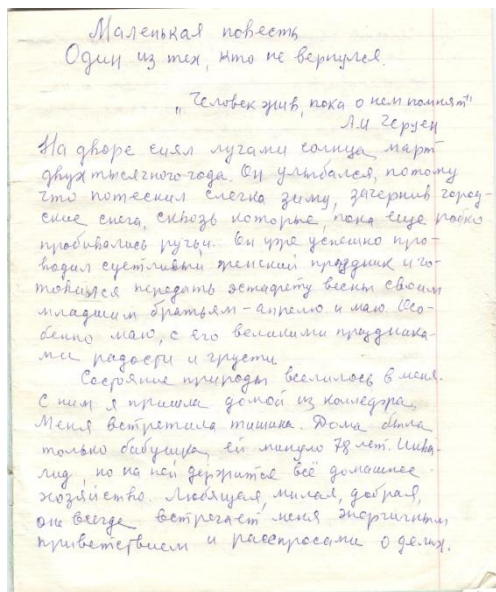 Маленькая повесть
Один из тех, кто не вернулся.
"Человек жив, пока о нем помнят"
А.И Герцен
На дворе сиял лучами солнца март
двухтысячного года. Он улыбался, потому
что потеснил слегка зиму, зачернив город-
ские снега, сквозь которые, пока еще робко
пробивались ручьи. Он уже успешно про-
водил суетливый женский праздник и го-
товился передать эстафету весны своим
младшим братьям - апрелю и маю. Осо-
бенно маю, с его великими праздника-
ми радости и грусти
Состояние природы вселилось в меня.
С ним я пришла домой из колледжа,
Меня встретила тишина. Дома была
только бабушка, ей минуло 78 лет. Инва-
лид, но на ней держится всё домашнее
хозяйство. Любящая, милая, добрая,
она всегда встречает меня энергичным
приветствием и расспросами о делах.